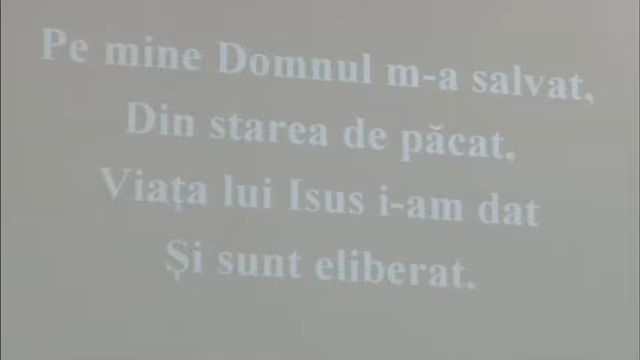 Pe mine Domnul m-a salvat,
Din starea de păcat,
Viaţa lui Isus i-am dat
Şi sunt eliberat.